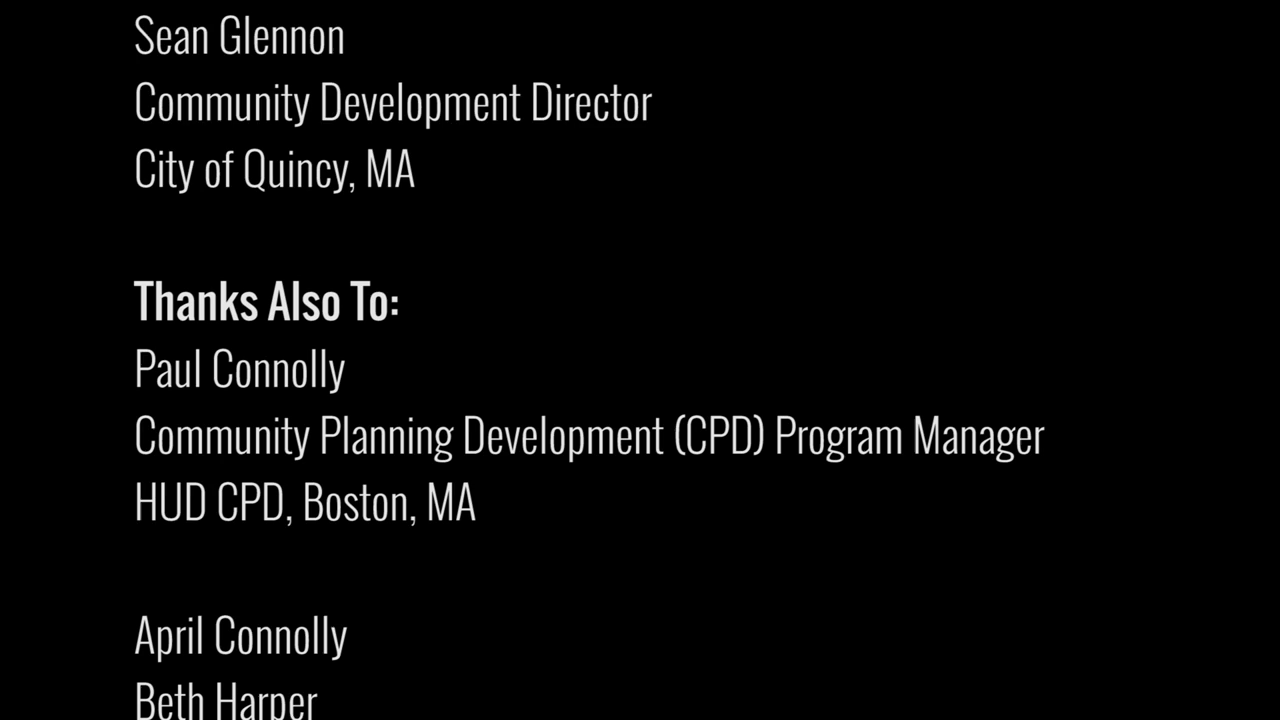 Sean Glennon
Community Development Director
City of Quincy, MA
Thanks Also To:
Paul Connolly
Community Planning Development (CPD) Program Manager
HUD CPD, Boston, MA
April Connolly
Beth Harper